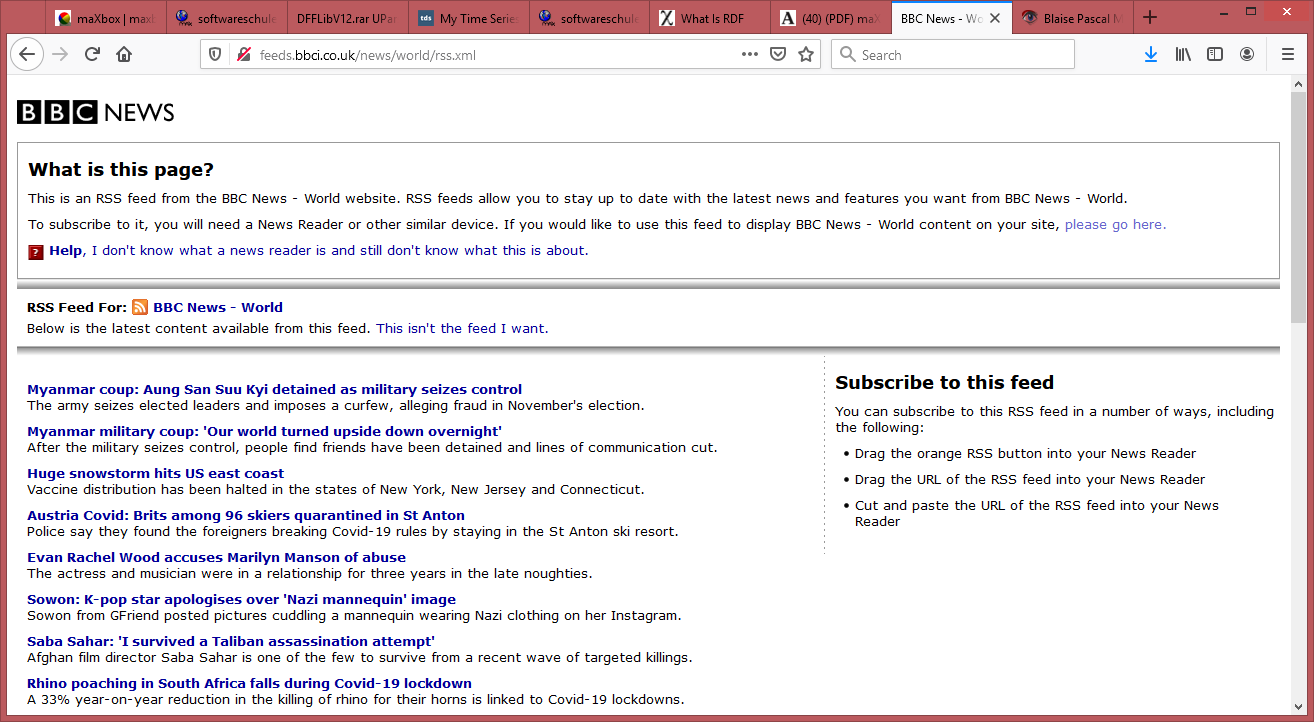 maXbox | maxb
softwareschule
DFFLibV12.rar UPar
tds My Time Series
softwareschule
What Is RDF
(40) (PDF) maX
BBC News - Wo
Blaise Pascal M
feeds.bbci.co.uk/news/world/rss.xml
Search
BBC NEWS
What is this page?
This is an RSS feed from the BBC News - World website. RSS feeds allow you to stay up to date with the latest news and features you want from BBC News - World.
To subscribe to it, you will need a News Reader or other similar device. If you would like to use this feed to display BBC News - World content on your site, please go here.
? Help, I don't know what a news reader is and still don't know what this is about.
RSS Feed For: BBC News - World
Below is the latest content available from this feed. This isn't the feed I want.
Myanmar coup: Aung San Suu Kyi detained as military seizes control
The army seizes elected leaders and imposes a curfew, alleging fraud in November's election.
Myanmar military coup: 'Our world turned upside down overnight'
After the military seizes control, people find friends have been detained and lines of communication cut.
Huge snowstorm hits US east coast
Vaccine distribution has been halted in the states of New York, New Jersey and Connecticut.
Austria Covid: Brits among 96 skiers quarantined in St Anton
Police say they found the foreigners breaking Covid-19 rules by staying in the St Anton ski resort.
Evan Rachel Wood accuses Marilyn Manson of abuse
The actress and musician were in a relationship for three years in the late noughties.
Sowon: K-pop star apologises over 'Nazi mannequin' image
Sowon from GFriend posted pictures cuddling a mannequin wearing Nazi clothing on her Instagram.
Saba Sahar: 'I survived a Taliban assassination attempt'
Afghan film director Saba Sahar is one of the few to survive from a recent wave of targeted killings.
Rhino poaching in South Africa falls during Covid-19 lockdown
A 33% year-on-year reduction in the killing of rhino for their horns is linked to Covid-19 lockdowns.
Subscribe to this feed
You can subscribe to this RSS feed in a number of ways, including
the following:
• Drag the orange RSS button into your News Reader
• Drag the URL of the RSS feed into your News Reader
• Cut and paste the URL of the RSS feed into your News
Reader